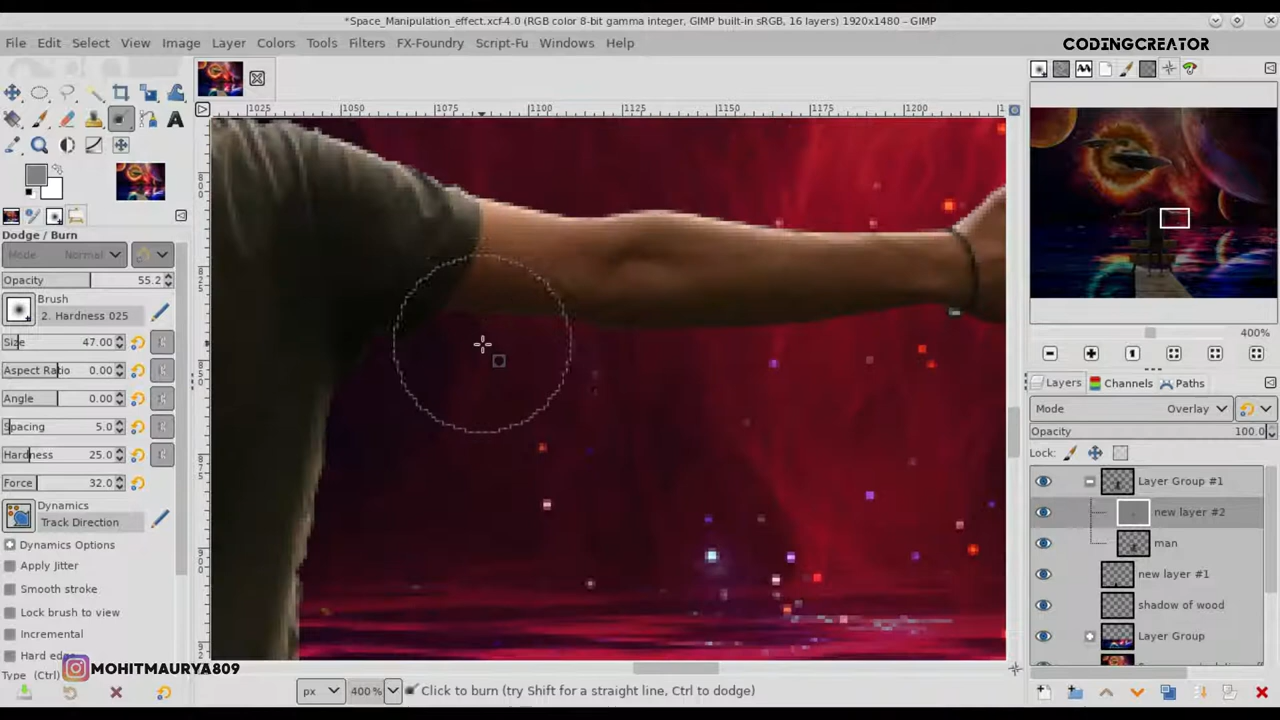 *Space_Manipulation_effect.xcf-4.0 (RGB color 8-bit gamma integer, GIMP built-in sRGB, 16 layers) 1920x1480 – GIMP
File Edit Select View Image Layer Colors Tools Filters FX-Foundry Script-Fu Windows Help
CODINGCREATOR
1025 1050 1075 1100 1125 1150 1175 1200
Dodge / Burn
Mode Normal
Opacity 55.2
Brush
2. Hardness 025
Size 47.00
Aspect Ratio 0.00
Angle 0.00
Spacing 5.0
Hardness 25.0
Force 32.0
Dynamics
Track Direction
Dynamics Options
Apply Jitter
Smooth stroke
Lock brush to view
Incremental
Hard edge
Type (Ctrl)
MOHITMAURYA809
px 400 % Click to burn (try Shift for a straight line, Ctrl to dodge)
400%
Layers Channels Paths
Mode Overlay
Opacity 100.0
Lock:
Layer Group #1
new layer #2
man
new layer #1
shadow of wood
Layer Group